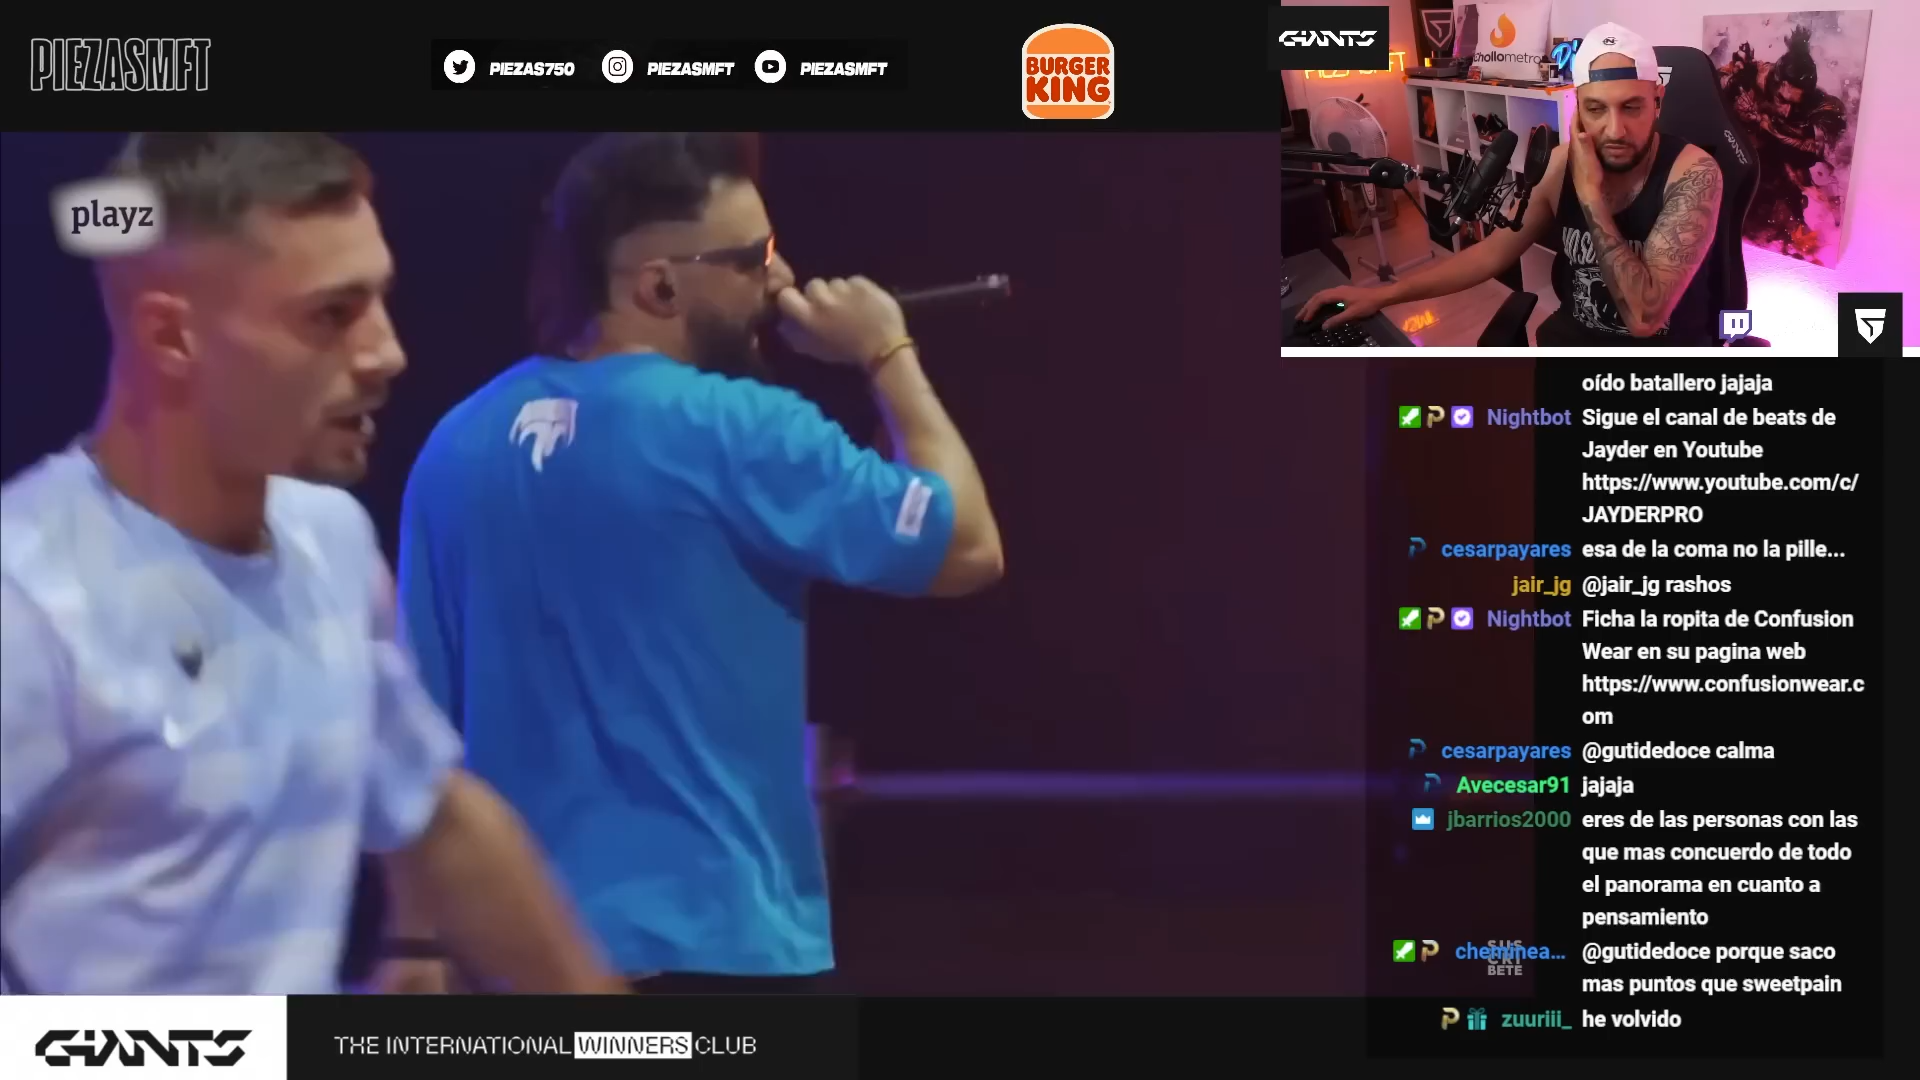 PIEZASMFT
PIEZAS750
PIEZASMFT
PIEZASMFT
BURGER
KING
GIANTS
chollometro
playz
oído batallero jajaja
Nightbot Sigue el canal de beats de
Jayder en Youtube
https://www.youtube.com/c/
JAYDERPRO
cesarpayares esa de la coma no la pille...
jair_jg @jair_jg rashos
Nightbot Ficha la ropita de Confusion
Wear en su pagina web
https://www.confusionwear.c
om
cesarpayares @gutidedoce calma
Avecesar91 jajaja
jbarrios2000 eres de las personas con las
que mas concuerdo de todo
el panorama en cuanto a
pensamiento
@gutidedoce porque saco
mas puntos que sweetpain
SUS
CRI
BETE
zuuriii_ he volvido
GIANTS
THE INTERNATIONAL WINNERS CLUB